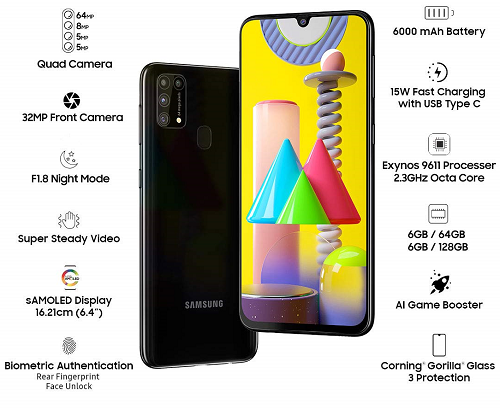 64MP
8MP
5MP
5MP
Quad Camera
32MP Front Camera
F1.8 Night Mode
Super Steady Video
sAMOLED Display
16.21cm (6.4”)
Biometric Authentication
Rear Fingerprint
Face Unlock
SAMSUNG
6000 mAh Battery
15W Fast Charging
with USB Type C
Exynos 9611 Processer
2.3GHz Octa Core
6GB / 64GB
6GB / 128GB
AI Game Booster
Corning® Gorilla® Glass
3 Protection